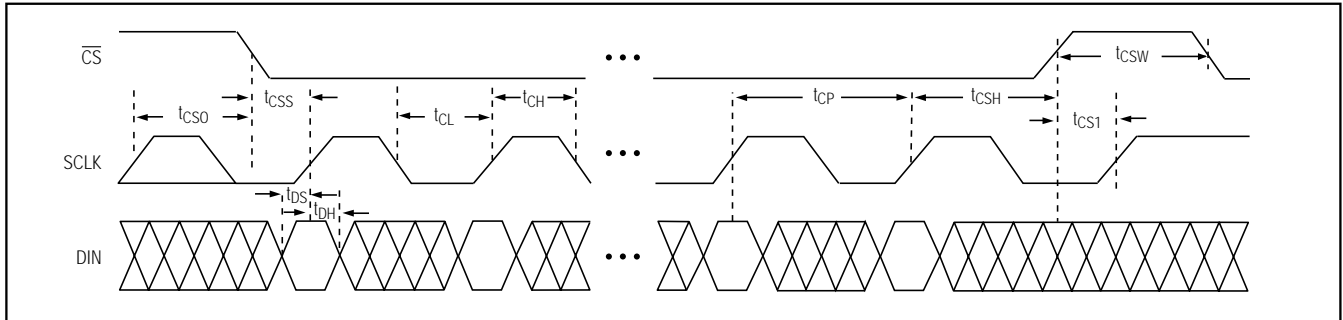 CS
tCSW
tCSS
tCP
tCSO
tCL
tCH
tCSH
tCS1
SCLK
tDS
tDH
DIN